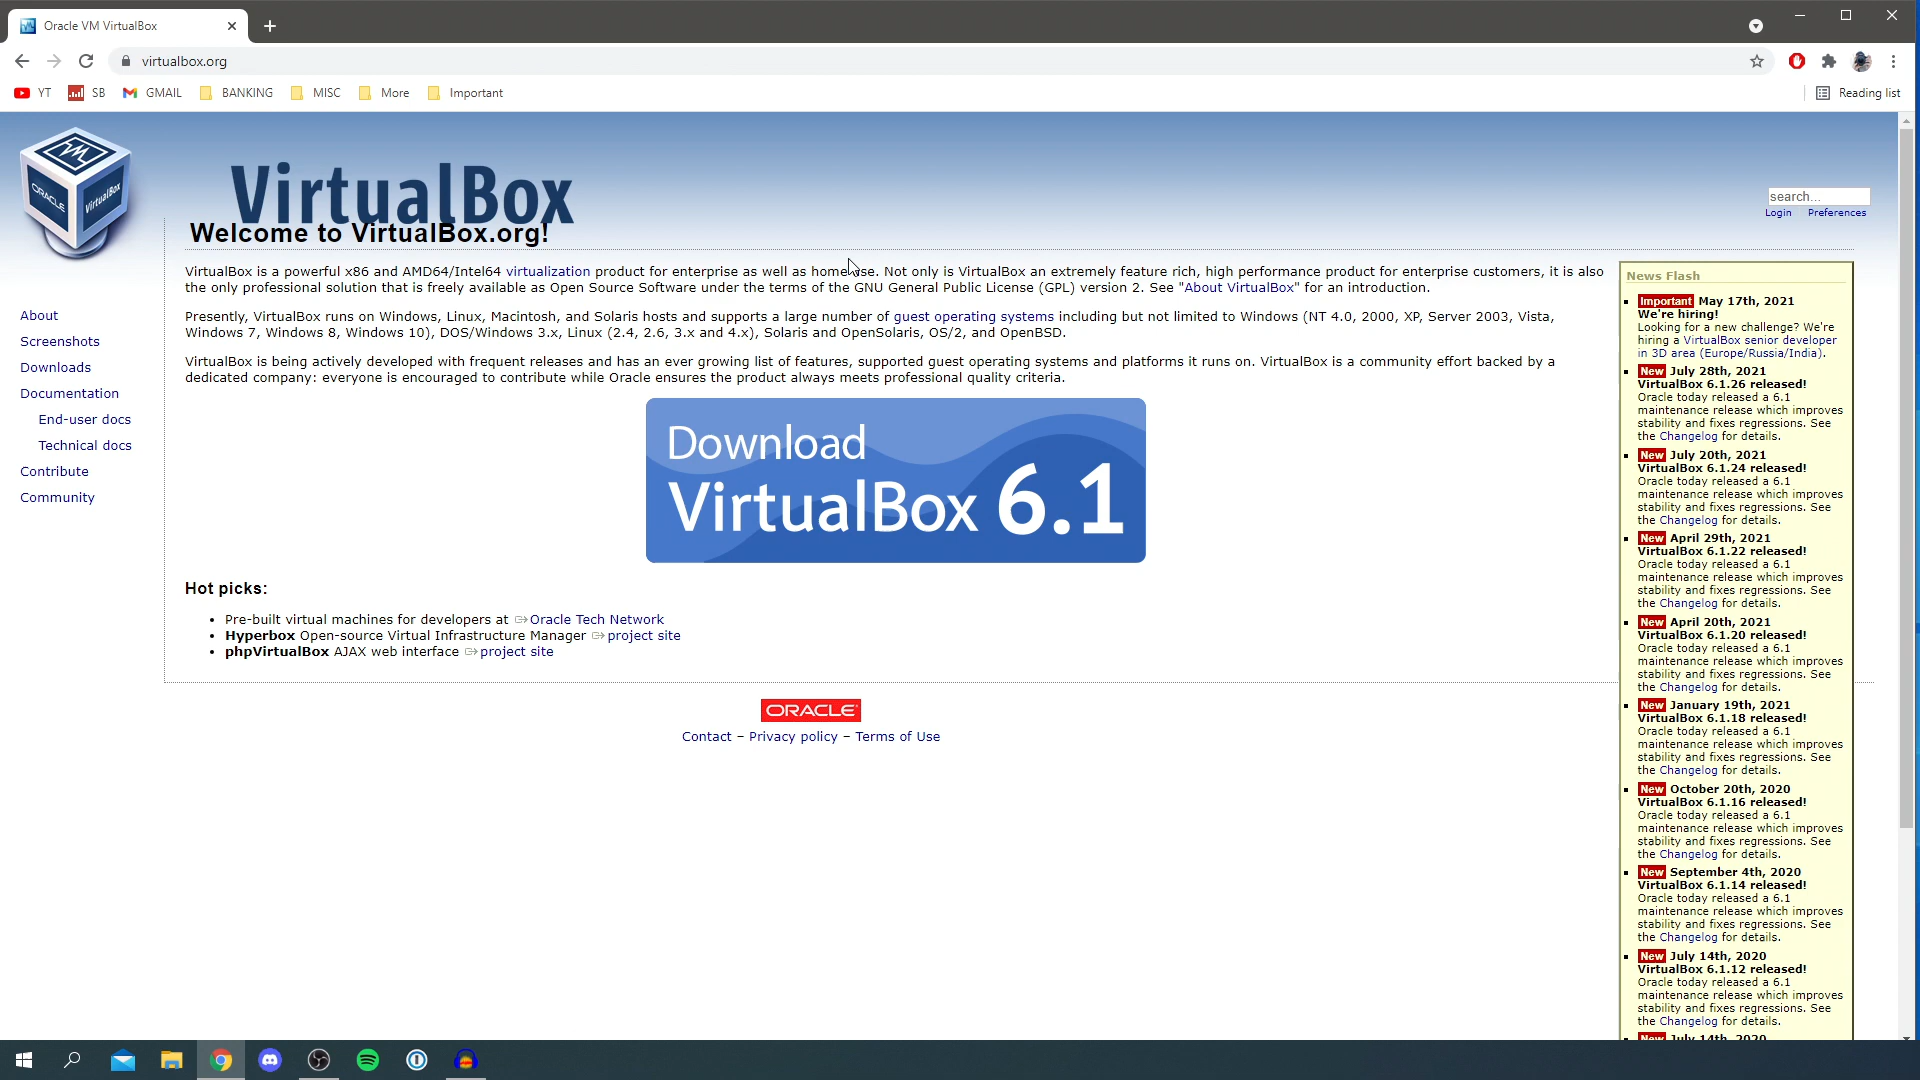 Oracle VM VirtualBox
virtualbox.org
YT
SB
GMAIL
BANKING
MISC
More
Important
Reading list
ORACLE
VirtualBox
VirtualBox
search...
Login Preferences
Welcome to VirtualBox.org!
VirtualBox is a powerful x86 and AMD64/Intel64 virtualization product for enterprise as well as home use. Not only is VirtualBox an extremely feature rich, high performance product for enterprise customers, it is also
the only professional solution that is freely available as Open Source Software under the terms of the GNU General Public License (GPL) version 2. See "About VirtualBox" for an introduction.
Presently, VirtualBox runs on Windows, Linux, Macintosh, and Solaris hosts and supports a large number of guest operating systems including but not limited to Windows (NT 4.0, 2000, XP, Server 2003, Vista,
Windows 7, Windows 8, Windows 10), DOS/Windows 3.x, Linux (2.4, 2.6, 3.x and 4.x), Solaris and OpenSolaris, OS/2, and OpenBSD.
VirtualBox is being actively developed with frequent releases and has an ever growing list of features, supported guest operating systems and platforms it runs on. VirtualBox is a community effort backed by a
dedicated company: everyone is encouraged to contribute while Oracle ensures the product always meets professional quality criteria.
About
Screenshots
Downloads
Documentation
End-user docs
Technical docs
Contribute
Community
Download
VirtualBox 6.1
Hot picks:
Pre-built virtual machines for developers at Oracle Tech Network
Hyperbox Open-source Virtual Infrastructure Manager project site
phpVirtualBox AJAX web interface project site
ORACLE
Contact – Privacy policy – Terms of Use
News Flash
Important May 17th, 2021
We're hiring!
Looking for a new challenge? We're
hiring a VirtualBox senior developer
in 3D area (Europe/Russia/India).
New July 28th, 2021
VirtualBox 6.1.26 released!
Oracle today released a 6.1
maintenance release which improves
stability and fixes regressions. See
the Changelog for details.
New July 20th, 2021
VirtualBox 6.1.24 released!
Oracle today released a 6.1
maintenance release which improves
stability and fixes regressions. See
the Changelog for details.
New April 29th, 2021
VirtualBox 6.1.22 released!
Oracle today released a 6.1
maintenance release which improves
stability and fixes regressions. See
the Changelog for details.
New April 20th, 2021
VirtualBox 6.1.20 released!
Oracle today released a 6.1
maintenance release which improves
stability and fixes regressions. See
the Changelog for details.
New January 19th, 2021
VirtualBox 6.1.18 released!
Oracle today released a 6.1
maintenance release which improves
stability and fixes regressions. See
the Changelog for details.
New October 20th, 2020
VirtualBox 6.1.16 released!
Oracle today released a 6.1
maintenance release which improves
stability and fixes regressions. See
the Changelog for details.
New September 4th, 2020
VirtualBox 6.1.14 released!
Oracle today released a 6.1
maintenance release which improves
stability and fixes regressions. See
the Changelog for details.
New July 14th, 2020
VirtualBox 6.1.12 released!
Oracle today released a 6.1
maintenance release which improves
stability and fixes regressions. See
the Changelog for details.
New July 14th, 2020